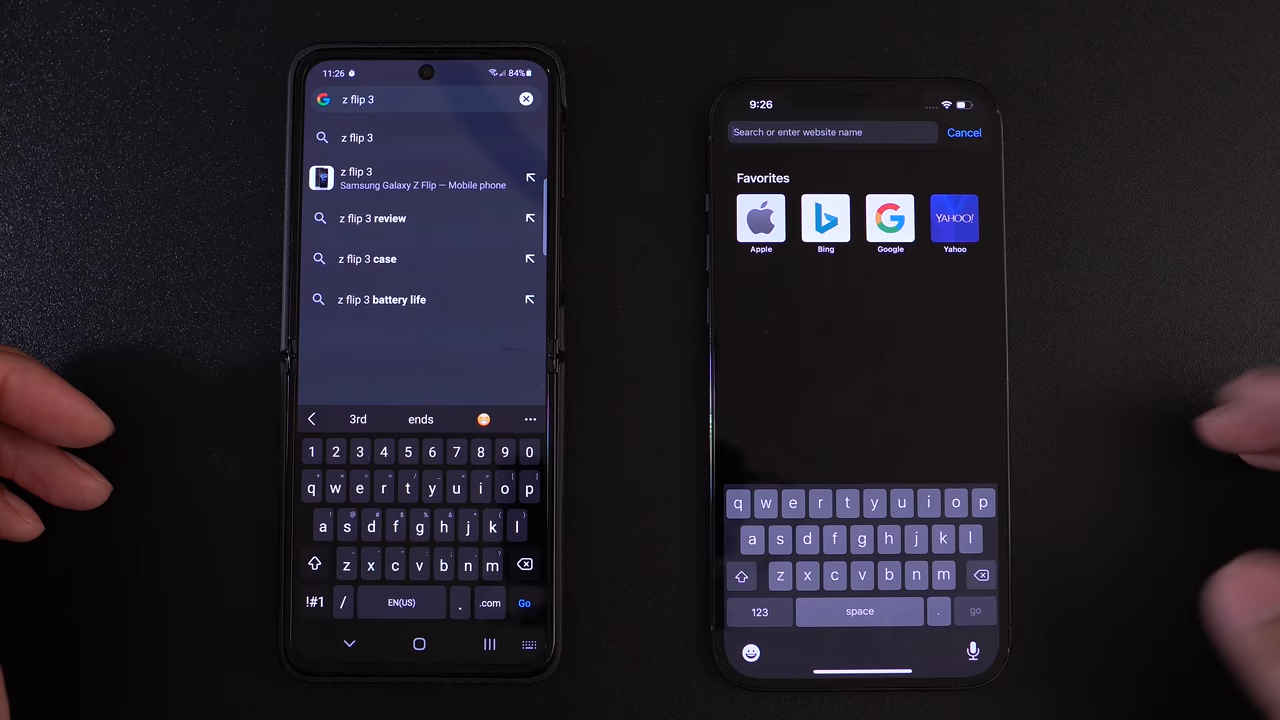 11:26
84%
z flip 3
z flip 3
z flip 3
Samsung Galaxy Z Flip — Mobile phone
z flip 3 review
z flip 3 case
z flip 3 battery life
3rd ends
1 2 3 4 5 6 7 8 9 0
q w e r t y u i o p
a s d f g h j k l
z x c v b n m
!#1 / EN(US) . .com Go
9:26
Search or enter website name Cancel
Favorites
YAHOO!
Apple Bing Google Yahoo
q w e r t y u i o p
a s d f g h j k l
z x c v b n m
123 space . go